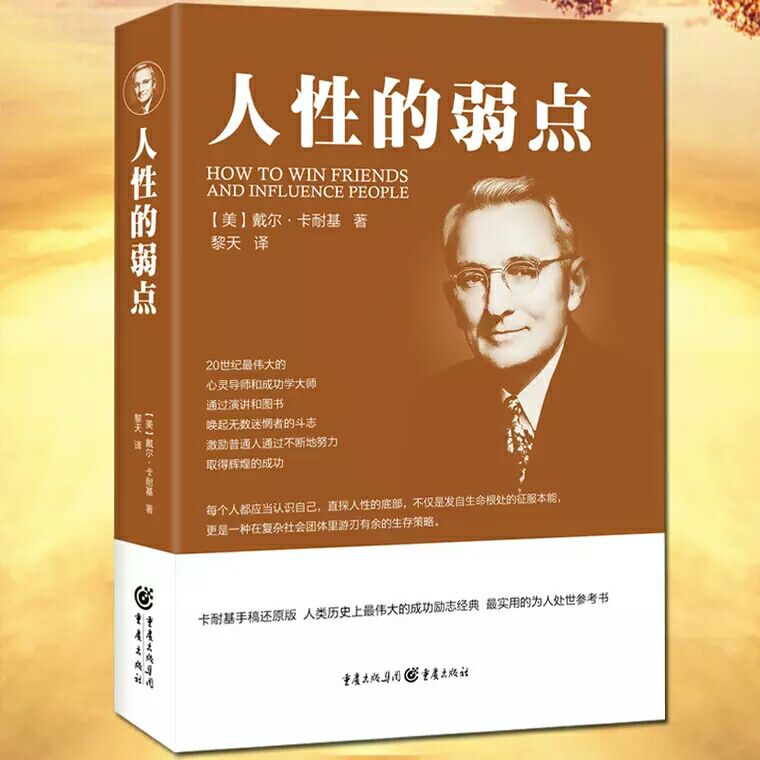 人性的弱点
HOW TO WIN FRIENDS
AND INFLUENCE PEOPLE
【美】戴尔·卡耐基 著
黎天 译
20世纪最伟大的
心灵导师和成功学大师
通过演讲和图书
唤起无数迷惘者的斗志
激励普通人通过不断地努力
取得辉煌的成功
每个人都应当认识自己，直探人性的底部，不仅是发自生命根处的征服本能，
更是一种在复杂社会团体里游刃有余的生存策略。
卡耐基手稿还原版 人类历史上最伟大的成功励志经典 最实用的为人处世参考书
重庆出版集团 重庆出版社
人性的弱点
【美】戴尔·卡耐基 著
黎天 译
重庆出版集团
重庆出版社